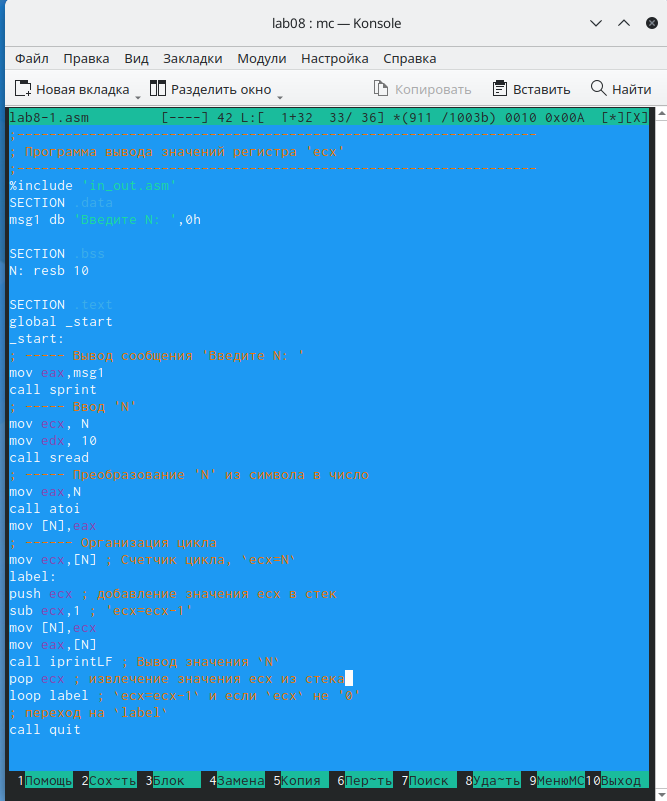 lab08 : mc — Konsole
Файл Правка Вид Закладки Модули Настройка Справка
Новая вкладка Разделить окно Копировать Вставить Найти
lab8-1.asm [----] 42 L:[ 1+32 33/ 36] *(911 /1003b) 0010 0x00A [*][X]
;-----------------------------------------------------------------
; Программа вывода значений регистра 'ecx'
;-----------------------------------------------------------------
%include 'in_out.asm'
SECTION .data
msg1 db 'Введите N: ',0h
SECTION .bss
N: resb 10
SECTION .text
global _start
_start:
; ----- Вывод сообщения 'Введите N: '
mov eax,msg1
call sprint
; ----- Ввод 'N'
mov ecx, N
mov edx, 10
call sread
; ----- Преобразование 'N' из символа в число
mov eax,N
call atoi
mov [N],eax
; ------ Организация цикла
mov ecx,[N] ; Счетчик цикла, `ecx=N`
label:
push ecx ; добавление значения ecx в стек
sub ecx,1 ; 'ecx=ecx-1'
mov [N],ecx
mov eax,[N]
call iprintLF ; Вывод значения `N`
pop ecx ; извлечение значения ecx из стека
loop label ; `ecx=ecx-1` и если `ecx` не '0'
; переход на `label`
call quit
1Помощь 2Сох~ть 3Блок 4Замена 5Копия 6Пер~ть 7Поиск 8Уда~ть 9МенюMC 10Выход